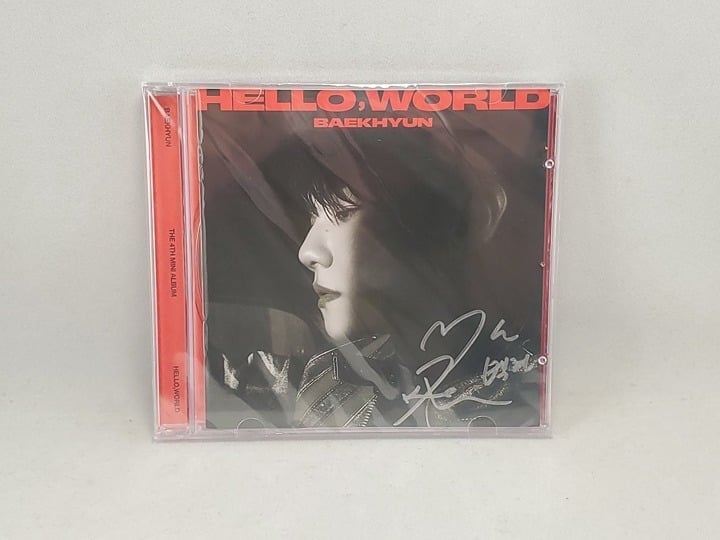 HELLO, WORLD
BAEKHYUN
BAEKHYUN
THE 4TH MINI ALBUM
HELLO, WORLD